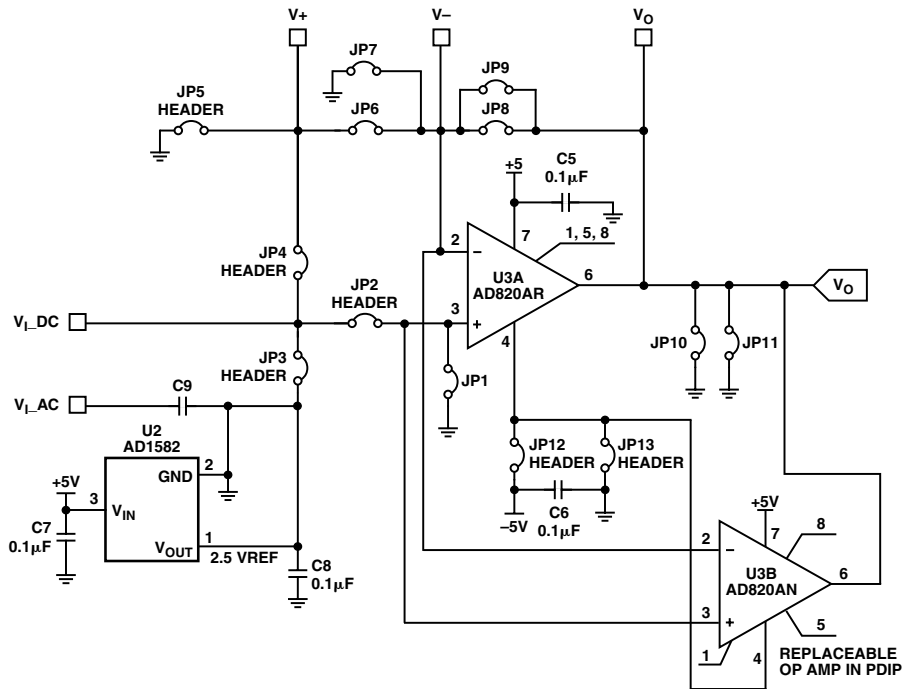 V+
V–
VO
JP7
JP9
JP5
HEADER
JP6
JP8
+5
C5
0.1μF
7
1, 5, 8
2
–
JP4
HEADER
U3A
AD820AR
6
JP2
HEADER
VO
VI_DC
3
+
4
JP10
JP11
JP3
HEADER
JP1
C9
VI_AC
U2
AD1582
JP12
HEADER
JP13
HEADER
GND
2
+5V
3
VIN
C6
0.1μF
–5V
+5V
C7
0.1μF
1
VOUT
2.5 VREF
2
–
7
8
C8
0.1μF
U3B
AD820AN
6
3
+
5
1
4
REPLACEABLE
OP AMP IN PDIP